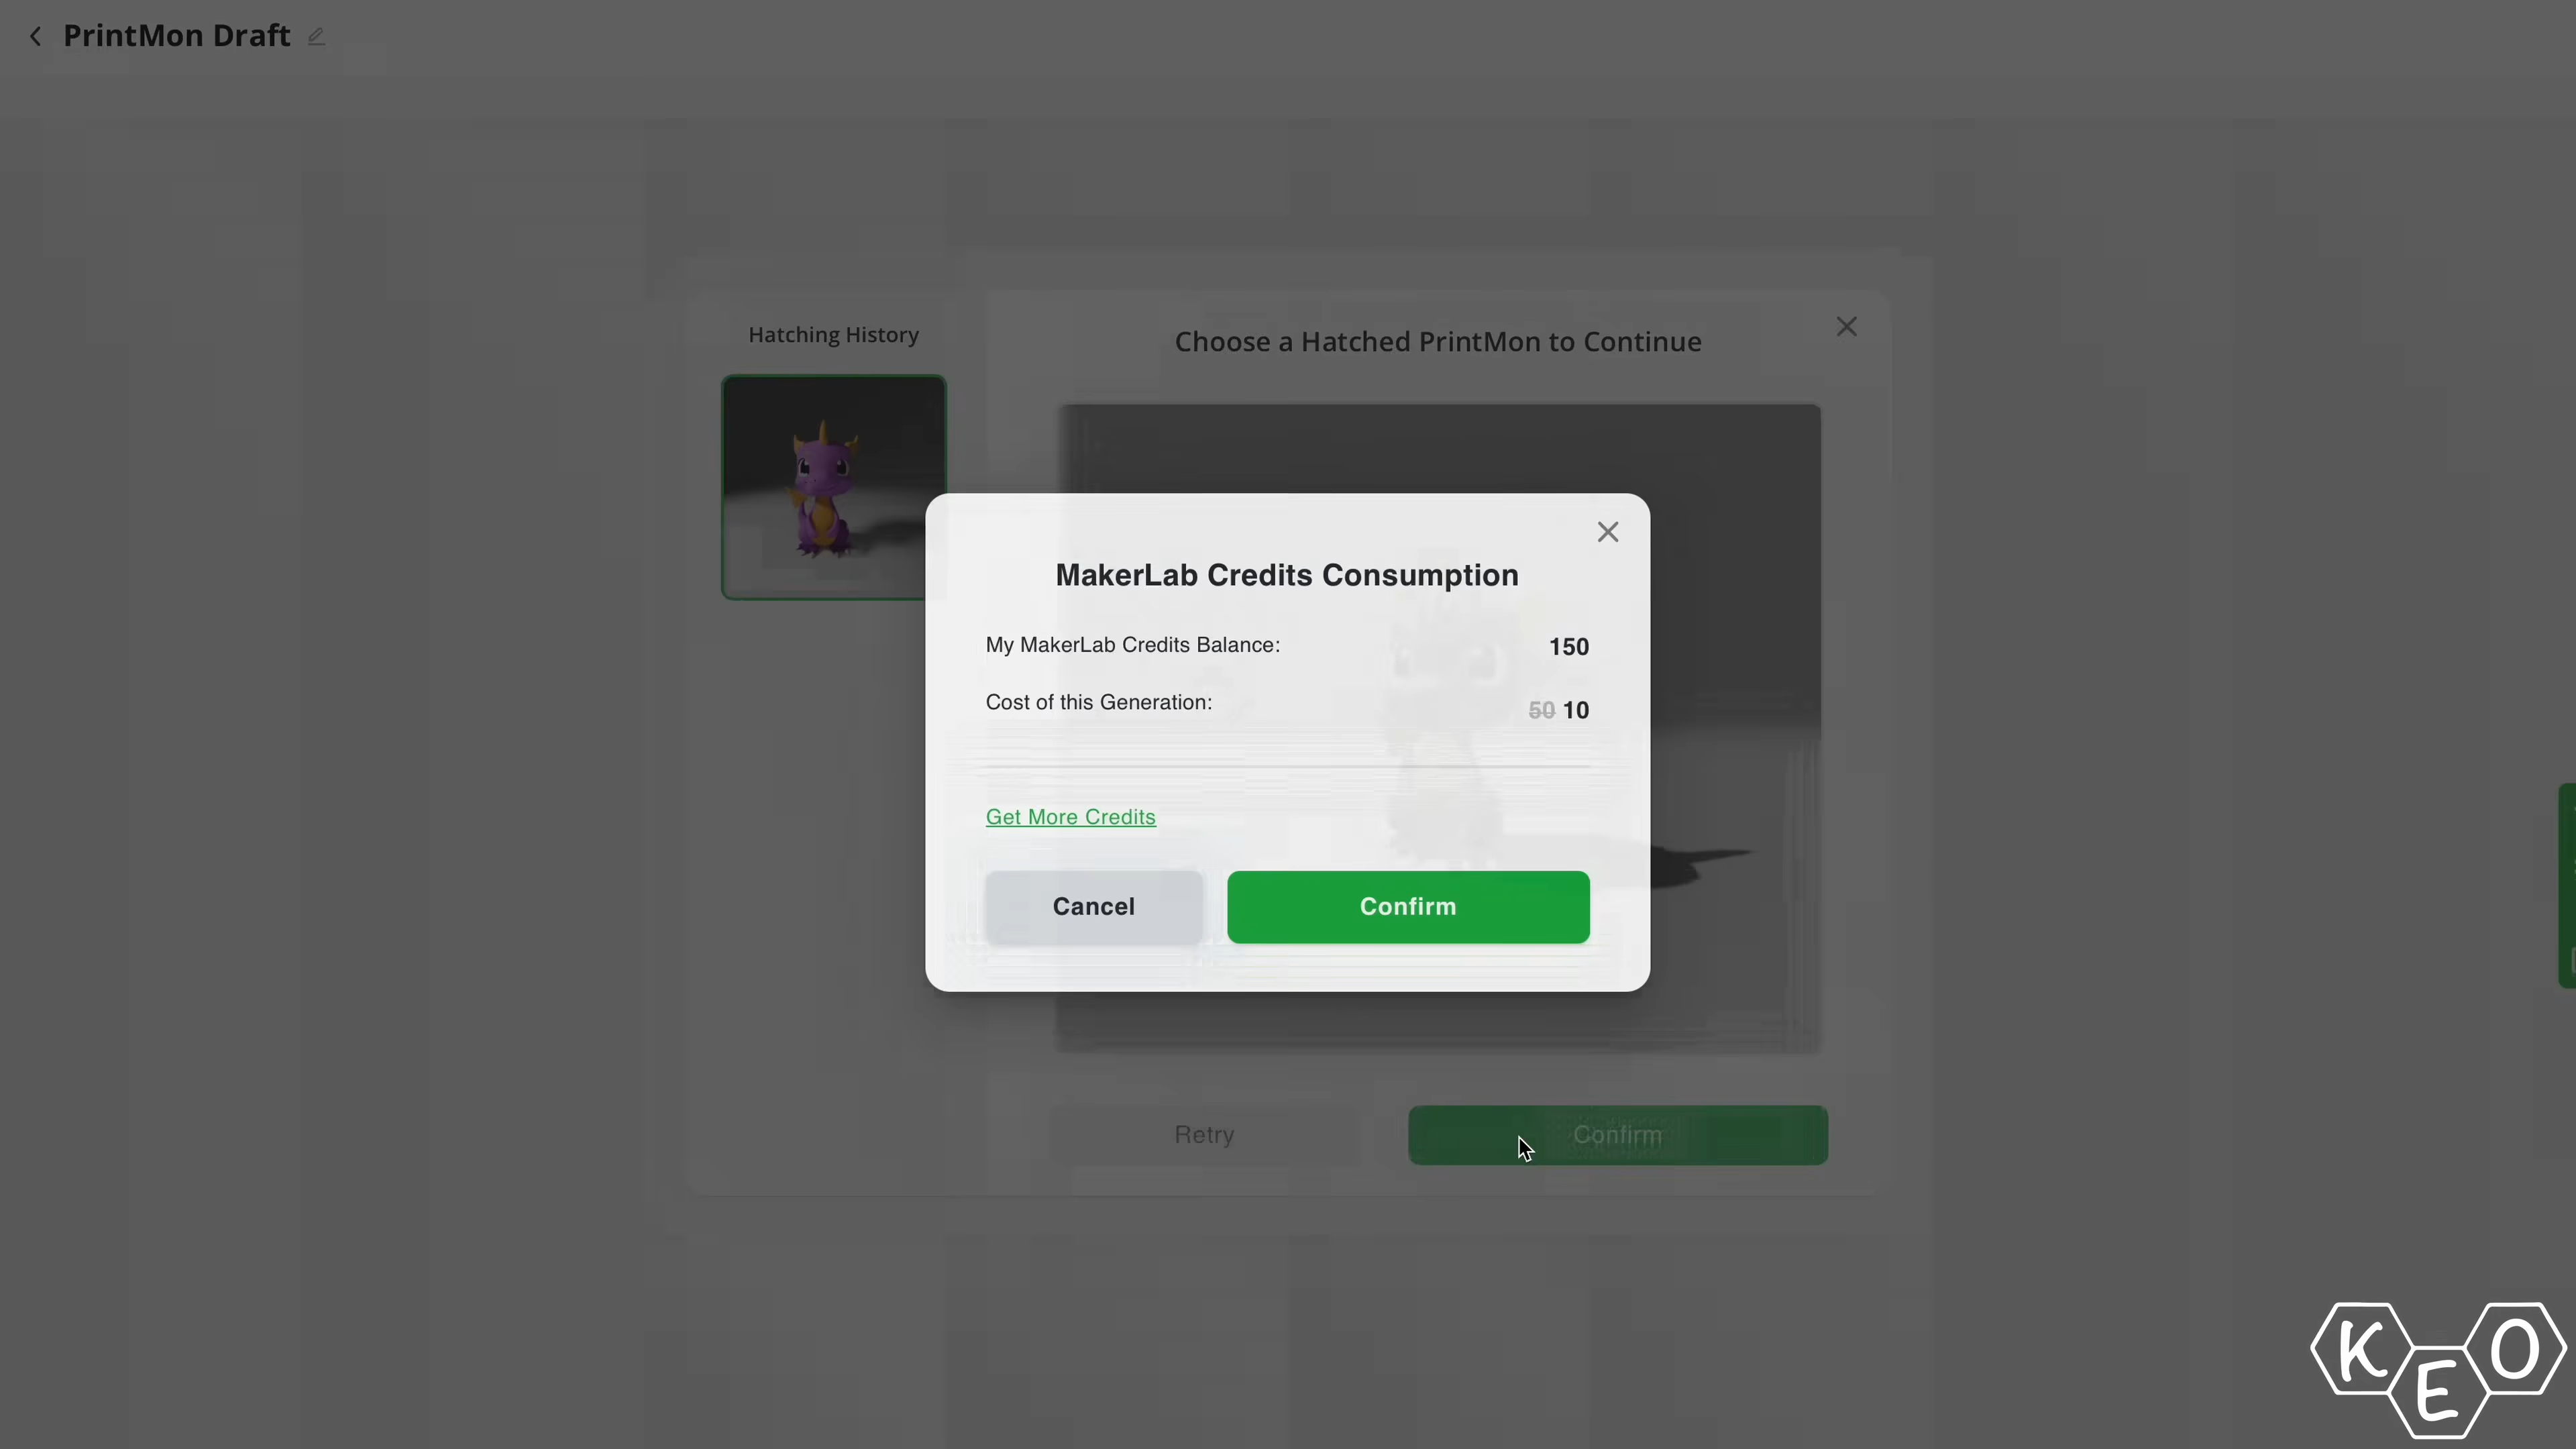 PrintMon Draft
Hatching History
Choose a Hatched PrintMon to Continue
MakerLab Credits Consumption
My MakerLab Credits Balance: 150
Cost of this Generation: 50 10
Get More Credits
Cancel Confirm
Retry Confirm
KEO